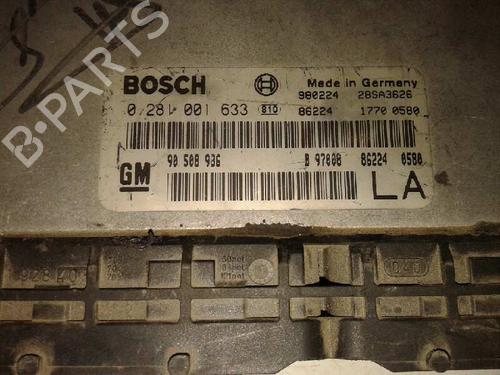 B-PARTS
BOSCH
Made in Germany
980224 28SA3626
0 281 001 633 810 86224 1770 0580
GM 90 508 936 B 97008 86224 0580
LA